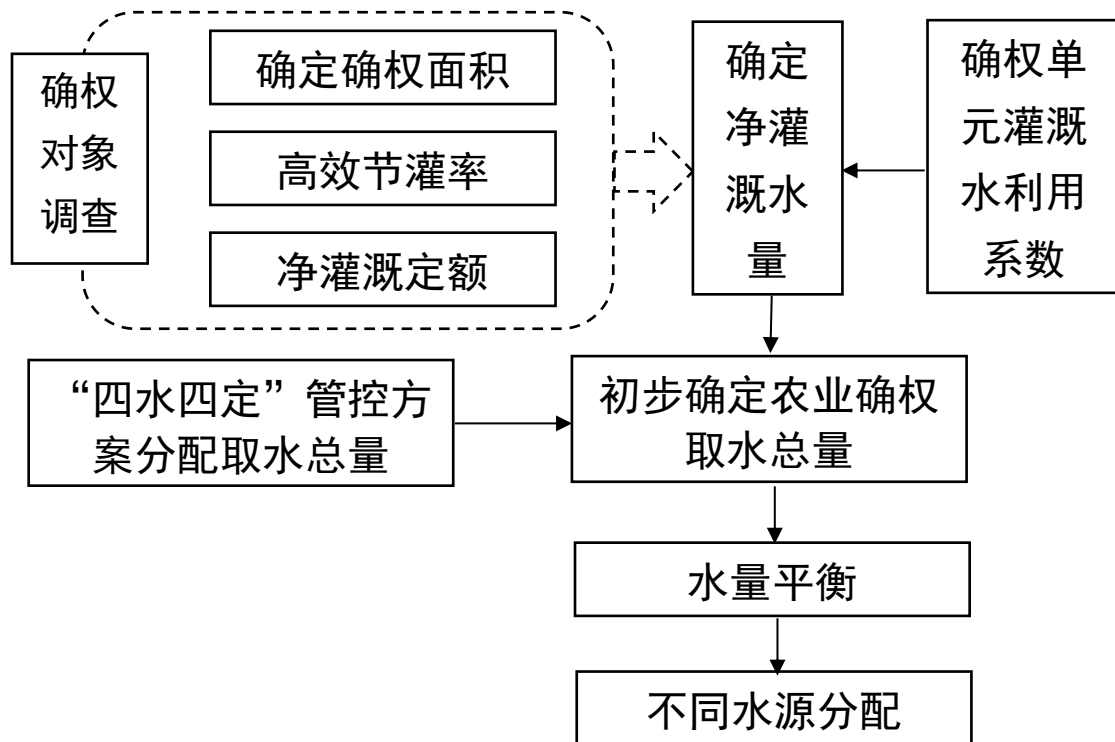 确权
对象
调查
确定确权面积
高效节灌率
净灌溉定额
确定
净灌
溉水
量
确权单
元灌溉
水利用
系数
“四水四定”管控方
案分配取水总量
初步确定农业确权
取水总量
水量平衡
不同水源分配